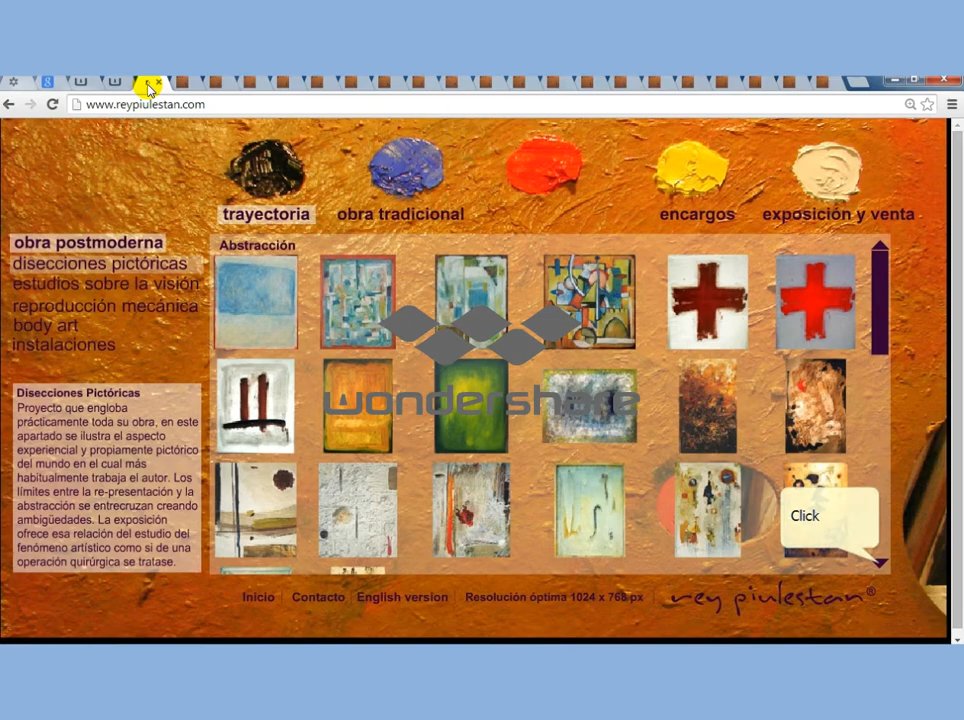 www.reypiulestan.com
trayectoria
obra tradicional
encargos
exposición y venta
obra postmoderna
disecciones pictóricas
estudios sobre la visión
reproducción mecánica
body art
instalaciones
Abstracción
wondershare
Disecciones Pictóricas
Proyecto que engloba
prácticamente toda su obra, en este
apartado se ilustra el aspecto
experiencial y propiamente pictórico
del mundo en el cual más
habitualmente trabaja el autor. Los
límites entre la re-presentación y la
abstracción se entrecruzan creando
ambigüedades. La exposición
ofrece esa relación del estudio del
fenómeno artístico como si de una
operación quirúrgica se tratase.
Click
Inicio Contacto English version Resolución óptima 1024 x 768 px rey piulestan®